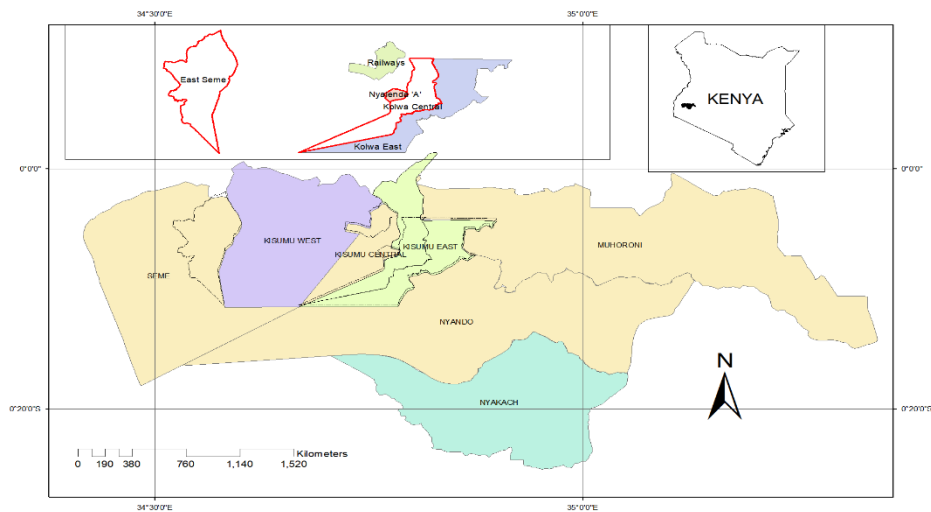 34°30'0"E
35°0'0"E
East Seme
Railways
Nyalenda 'A'
Kolwa Central
Kolwa East
KENYA
0°0'0"
0°0'0"
KISUMU WEST
KISUMU CENTRAL
KISUMU EAST
MUHORONI
SEME
NYANDO
N
NYAKACH
0°20'0"S
0°20'0"S
Kilometers
0 190 380 760 1,140 1,520
34°30'0"E
35°0'0"E